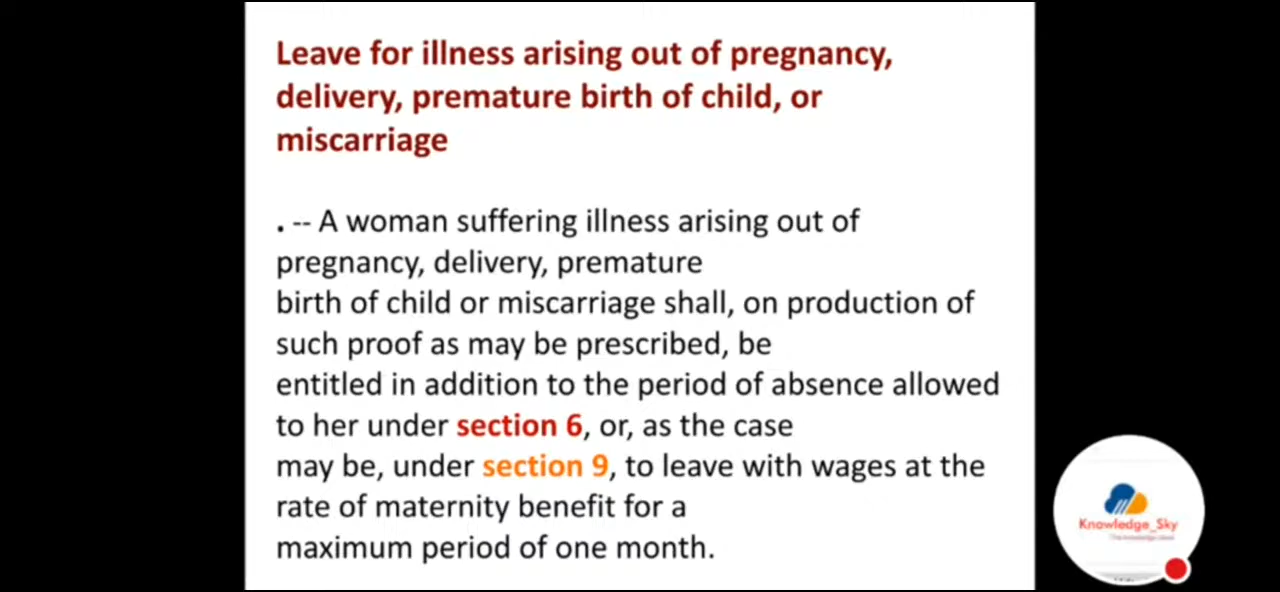 Leave for illness arising out of pregnancy,
delivery, premature birth of child, or
miscarriage
. -- A woman suffering illness arising out of
pregnancy, delivery, premature
birth of child or miscarriage shall, on production of
such proof as may be prescribed, be
entitled in addition to the period of absence allowed
to her under section 6, or, as the case
may be, under section 9, to leave with wages at the
rate of maternity benefit for a
maximum period of one month.
Knowledge_Sky